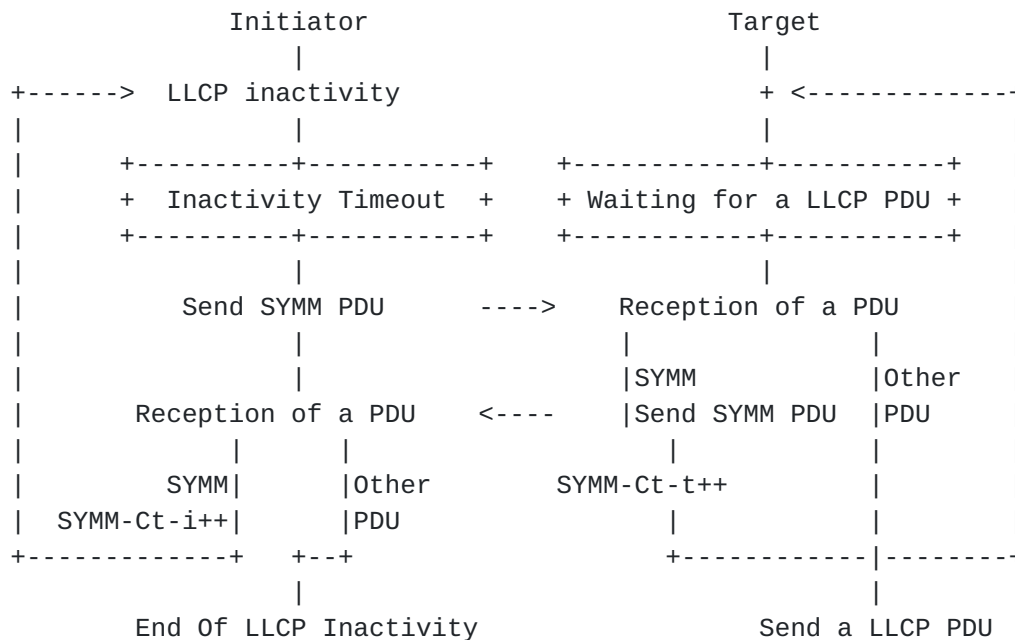 Initiator Target
LLCP inactivity
Inactivity Timeout Waiting for a LLCP PDU
Send SYMM PDU Reception of a PDU
SYMM Other
Reception of a PDU Send SYMM PDU PDU
SYMM Other SYMM-Ct-t++
SYMM-Ct-i++ PDU
End Of LLCP Inactivity Send a LLCP PDU